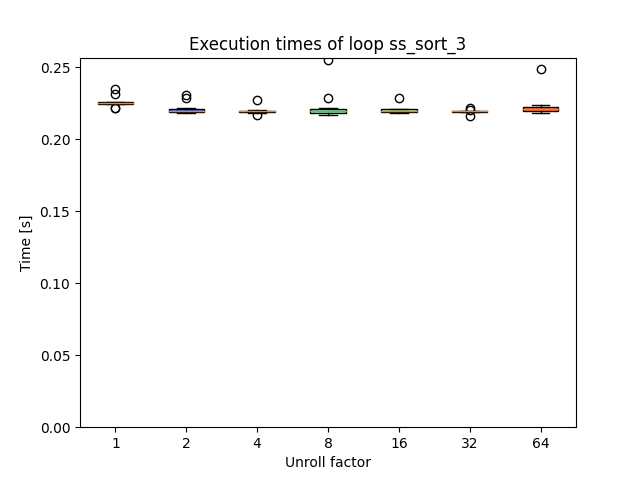 Execution times of loop ss_sort_3
0.25
0.20
0.15
0.10
0.05
0.00
Time [s]
1 2 4 8 16 32 64
Unroll factor